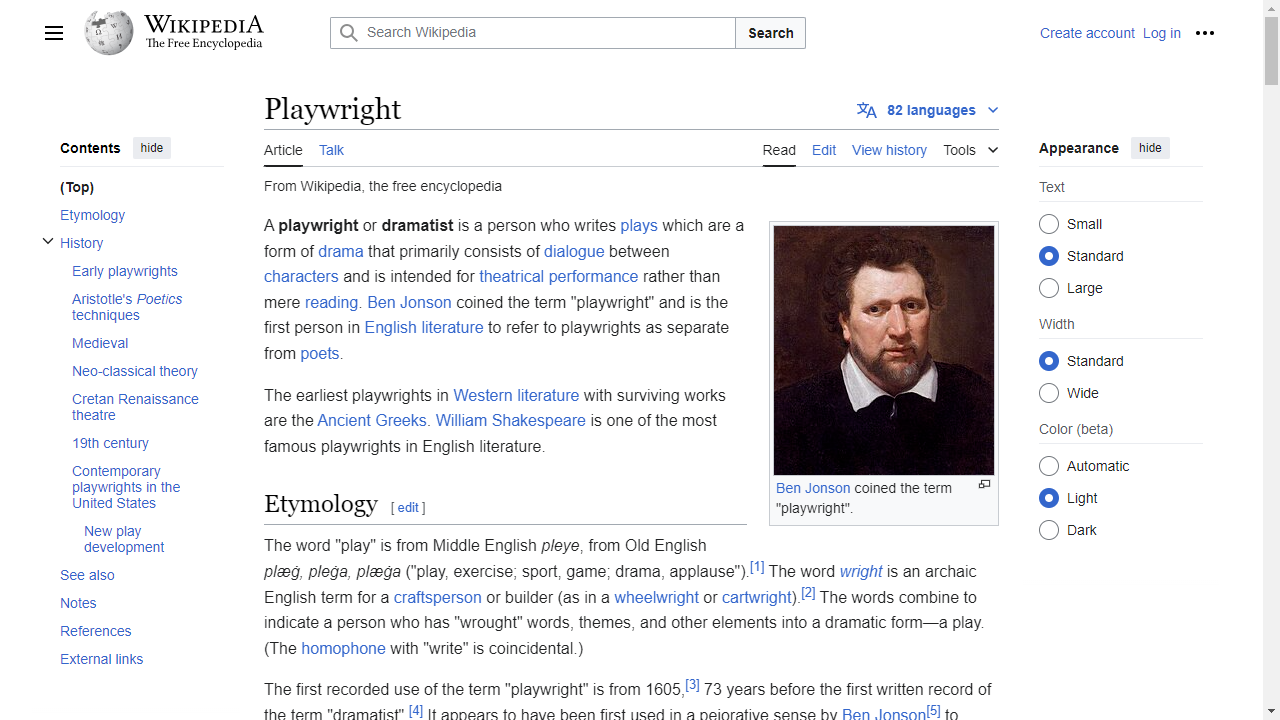 WIKIPEDIA
The Free Encyclopedia
Search Wikipedia
Search
Create account
Log in
Playwright
82 languages
Contents
hide
(Top)
Etymology
History
Early playwrights
Aristotle's Poetics
techniques
Medieval
Neo-classical theory
Cretan Renaissance
theatre
19th century
Contemporary
playwrights in the
United States
New play
development
See also
Notes
References
External links
Article
Talk
Read
Edit
View history
Tools
From Wikipedia, the free encyclopedia
A playwright or dramatist is a person who writes plays which are a
form of drama that primarily consists of dialogue between
characters and is intended for theatrical performance rather than
mere reading. Ben Jonson coined the term "playwright" and is the
first person in English literature to refer to playwrights as separate
from poets.
The earliest playwrights in Western literature with surviving works
are the Ancient Greeks. William Shakespeare is one of the most
famous playwrights in English literature.
Ben Jonson coined the term
"playwright".
Etymology [ edit ]
The word "play" is from Middle English pleye, from Old English
plæġ, pleġa, plæġa ("play, exercise; sport, game; drama, applause").[1] The word wright is an archaic
English term for a craftsperson or builder (as in a wheelwright or cartwright).[2] The words combine to
indicate a person who has "wrought" words, themes, and other elements into a dramatic form—a play.
(The homophone with "write" is coincidental.)
The first recorded use of the term "playwright" is from 1605,[3] 73 years before the first written record of
the term "dramatist".[4] It appears to have been first used in a pejorative sense by Ben Jonson[5] to
Appearance
hide
Text
Small
Standard
Large
Width
Standard
Wide
Color (beta)
Automatic
Light
Dark